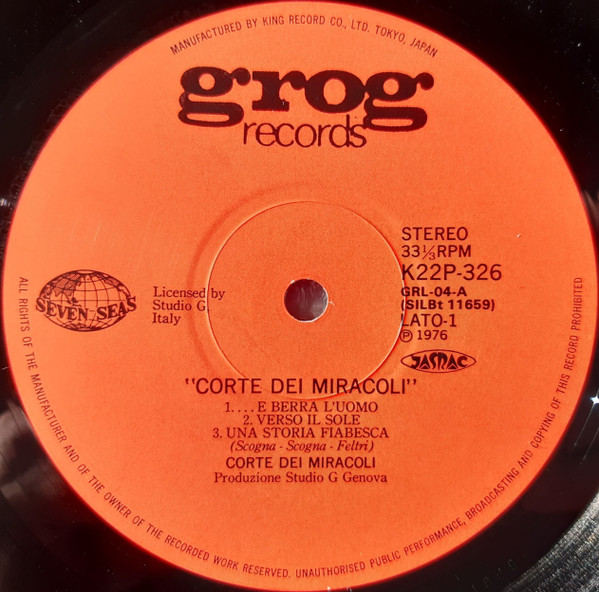 MANUFACTURED BY KING RECORD CO., LTD. TOKYO, JAPAN
grog
records
STEREO
33⅓RPM
K22P-326
GRL-04-A
(SILBt 11659)
LATO-1
℗ 1976
JASRAC
SEVEN SEAS
Licensed by
Studio G.
Italy
"CORTE DEI MIRACOLI"
1. ... E BERRA L'UOMO
2. VERSO IL SOLE
3. UNA STORIA FIABESCA
(Scogna - Scogna - Feltri)
CORTE DEI MIRACOLI
Produzione Studio G Genova
ALL RIGHTS OF THE MANUFACTURER AND OF THE OWNER OF THE RECORDED WORK RESERVED. UNAUTHORISED PUBLIC PERFORMANCE, BROADCASTING AND COPYING OF THIS RECORD PROHIBITED